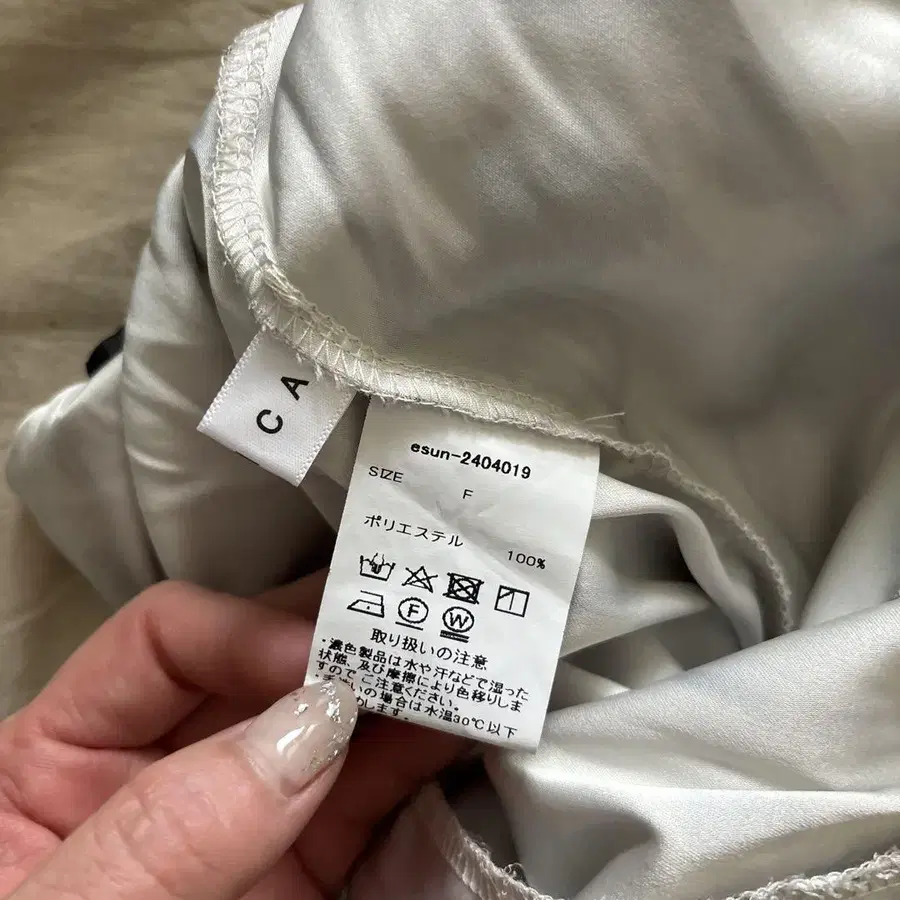 CA
esun-2404019
SIZE F
ポリエステル 100%
F W
取り扱いの注意
・濃色製品は水や汗などで湿った
状態、及び摩擦により色移りしま
すのでご注意ください。
いの場合は水温30℃以下
します。